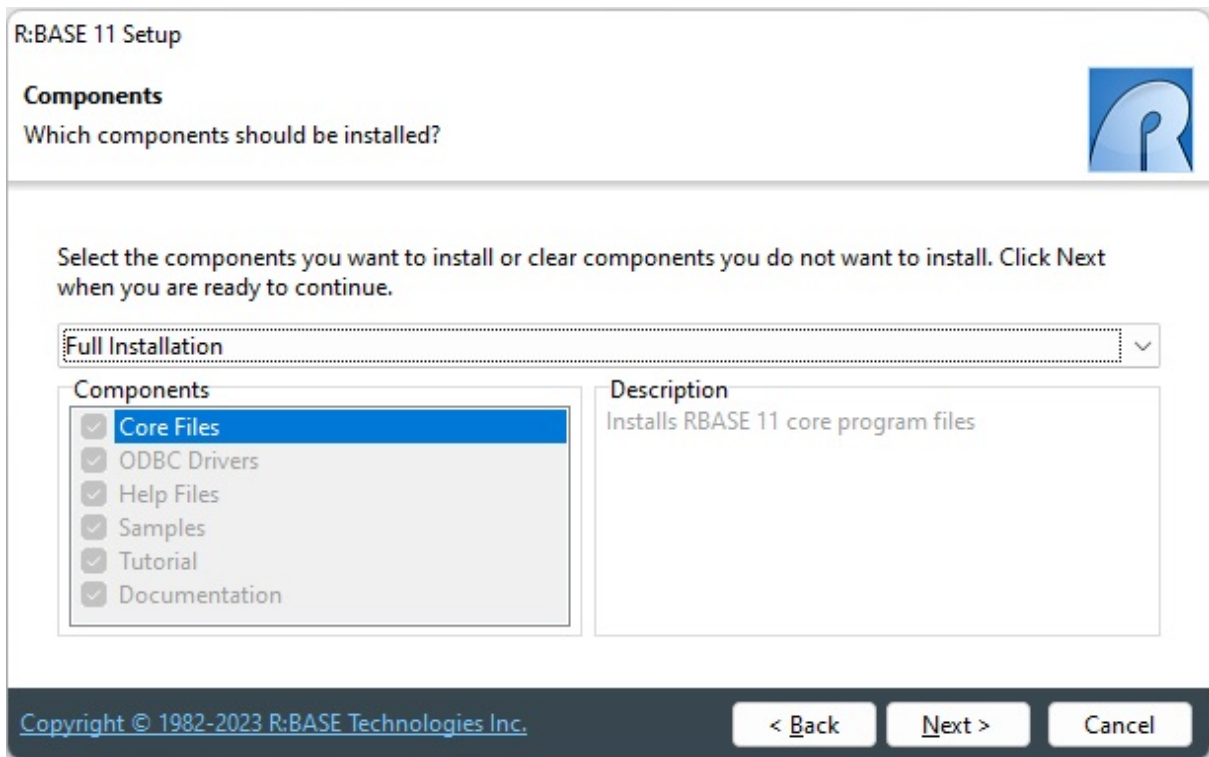 R:BASE 11 Setup
Components
Which components should be installed?
Select the components you want to install or clear components you do not want to install. Click Next
when you are ready to continue.
Full Installation
Components
Core Files
ODBC Drivers
Help Files
Samples
Tutorial
Documentation
Description
Installs RBASE 11 core program files
Copyright © 1982-2023 R:BASE Technologies Inc.
< Back
Next >
Cancel